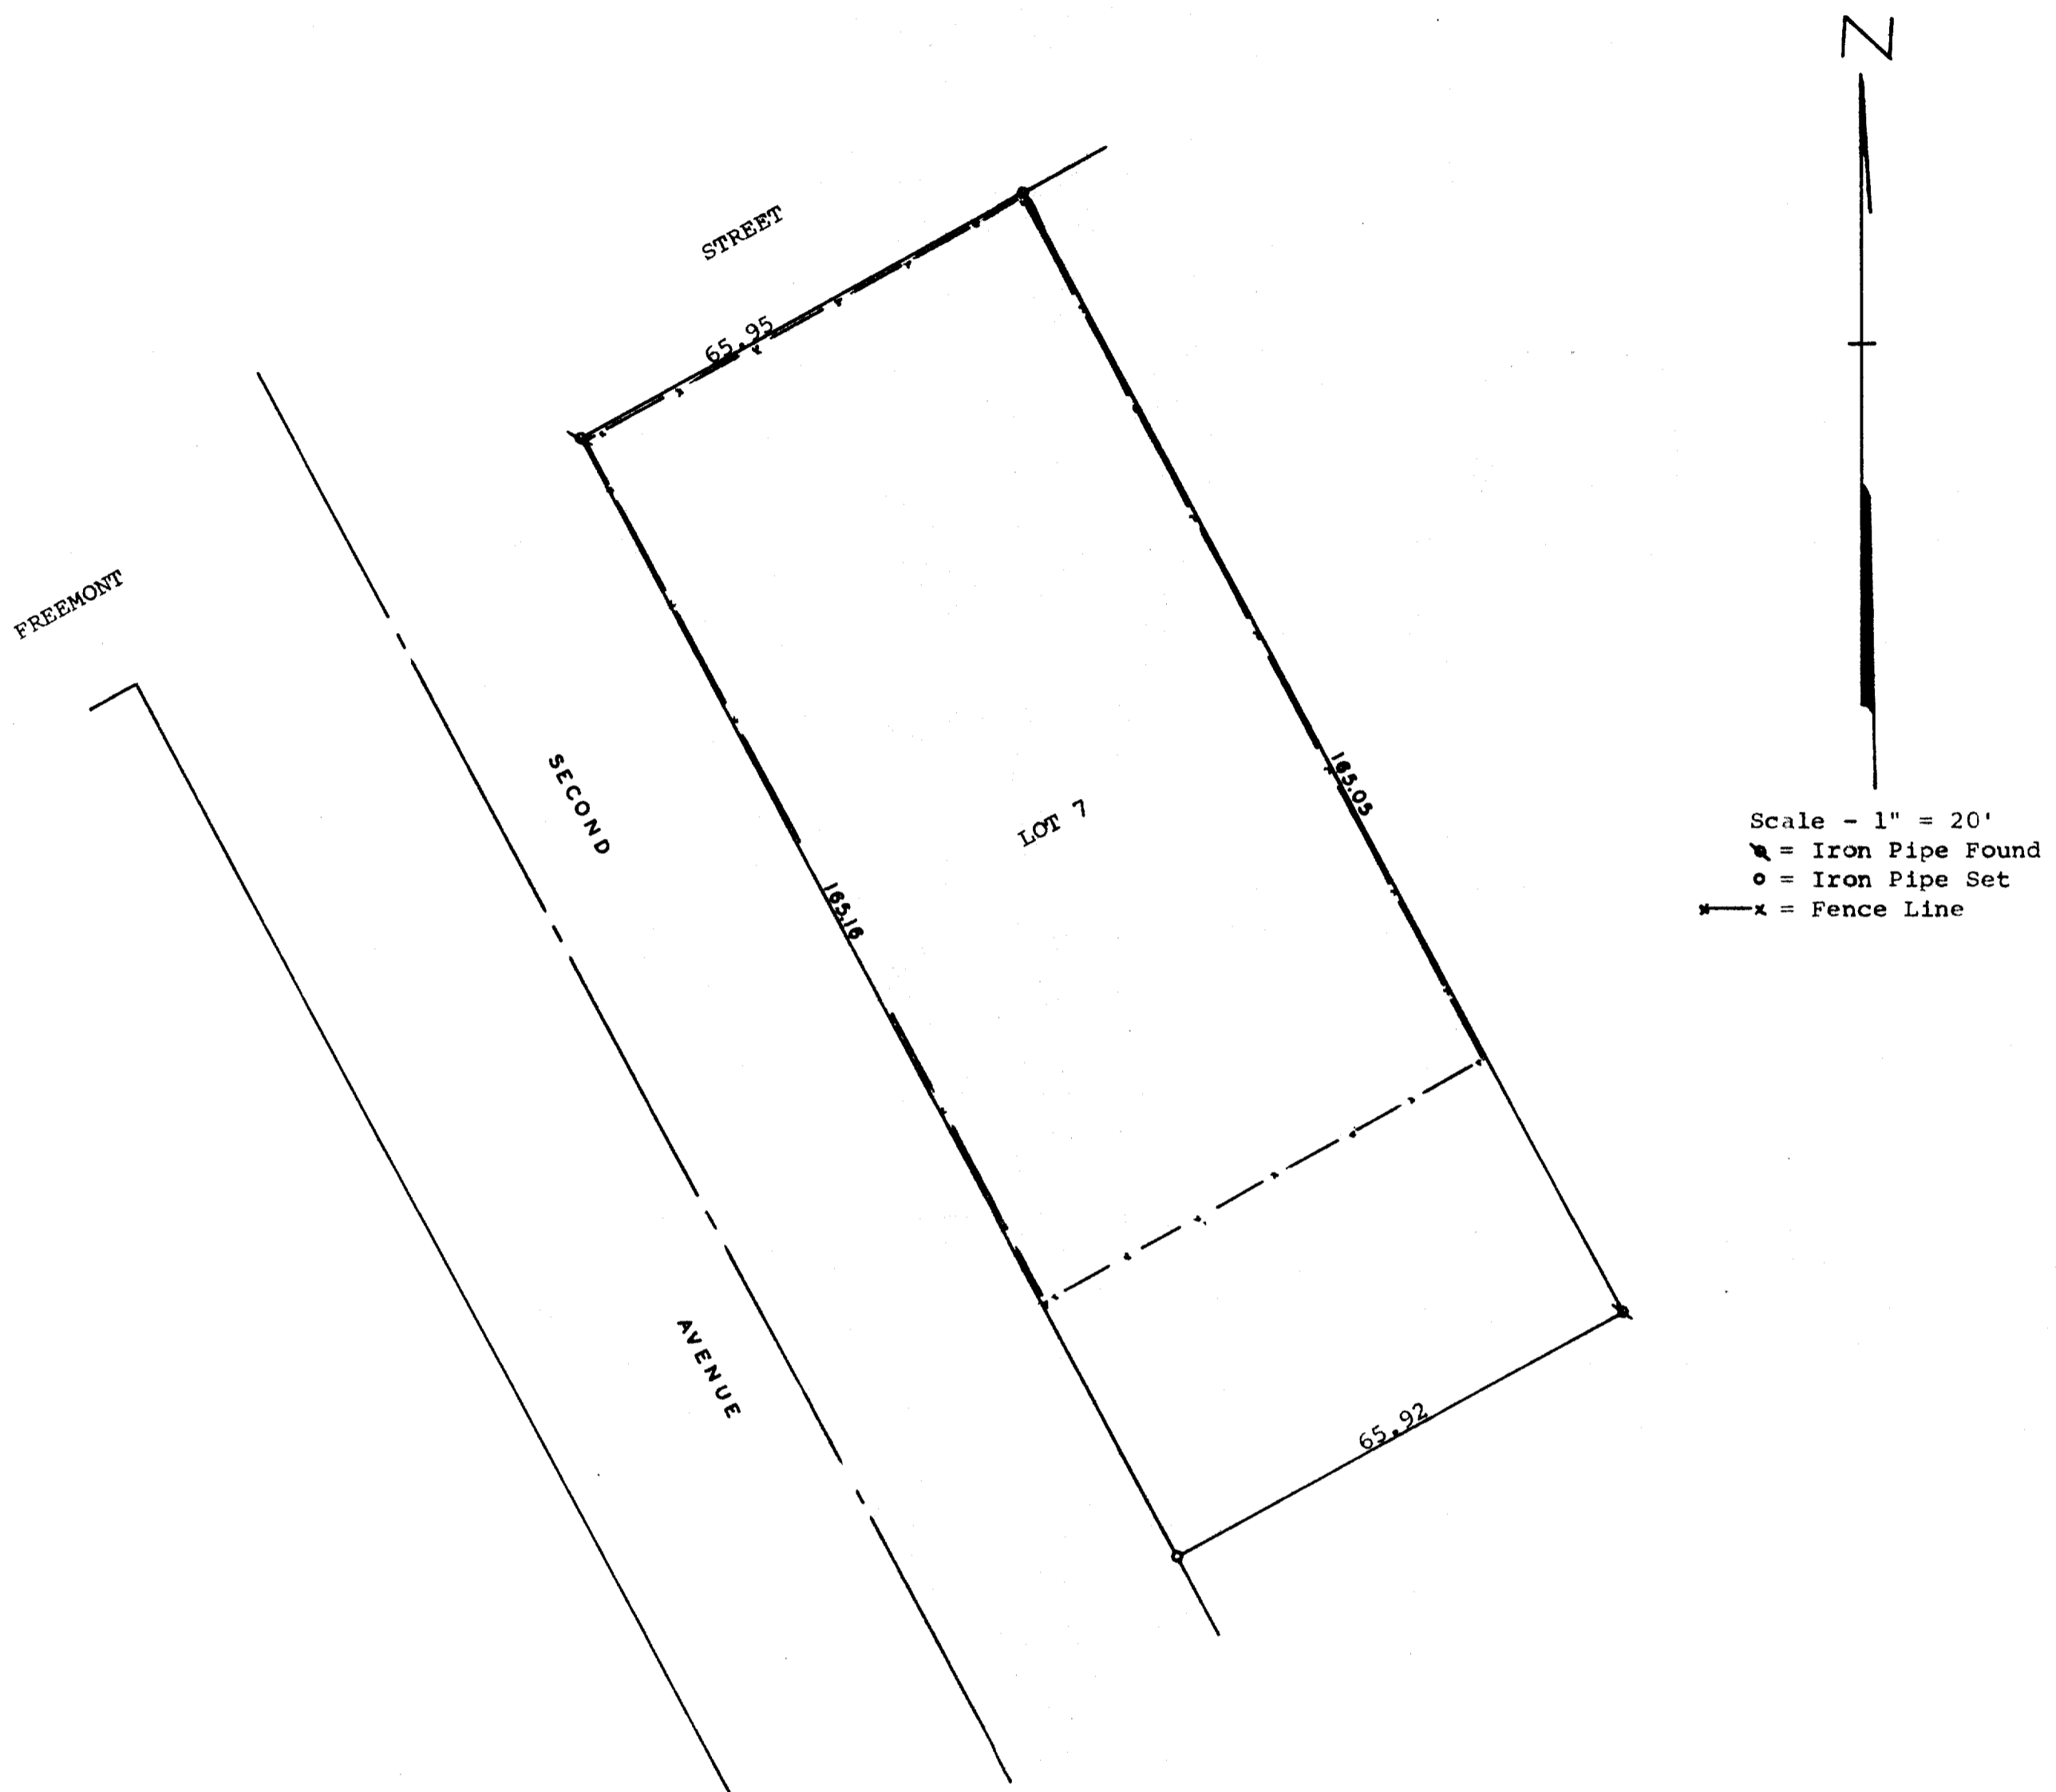 N
STREET
65.95
FREEMONT
SECOND
165.05
LOT 7
Scale - 1" = 20'
= Iron Pipe Found
= Iron Pipe Set
x——x = Fence Line
165.16
AVENUE
65.92